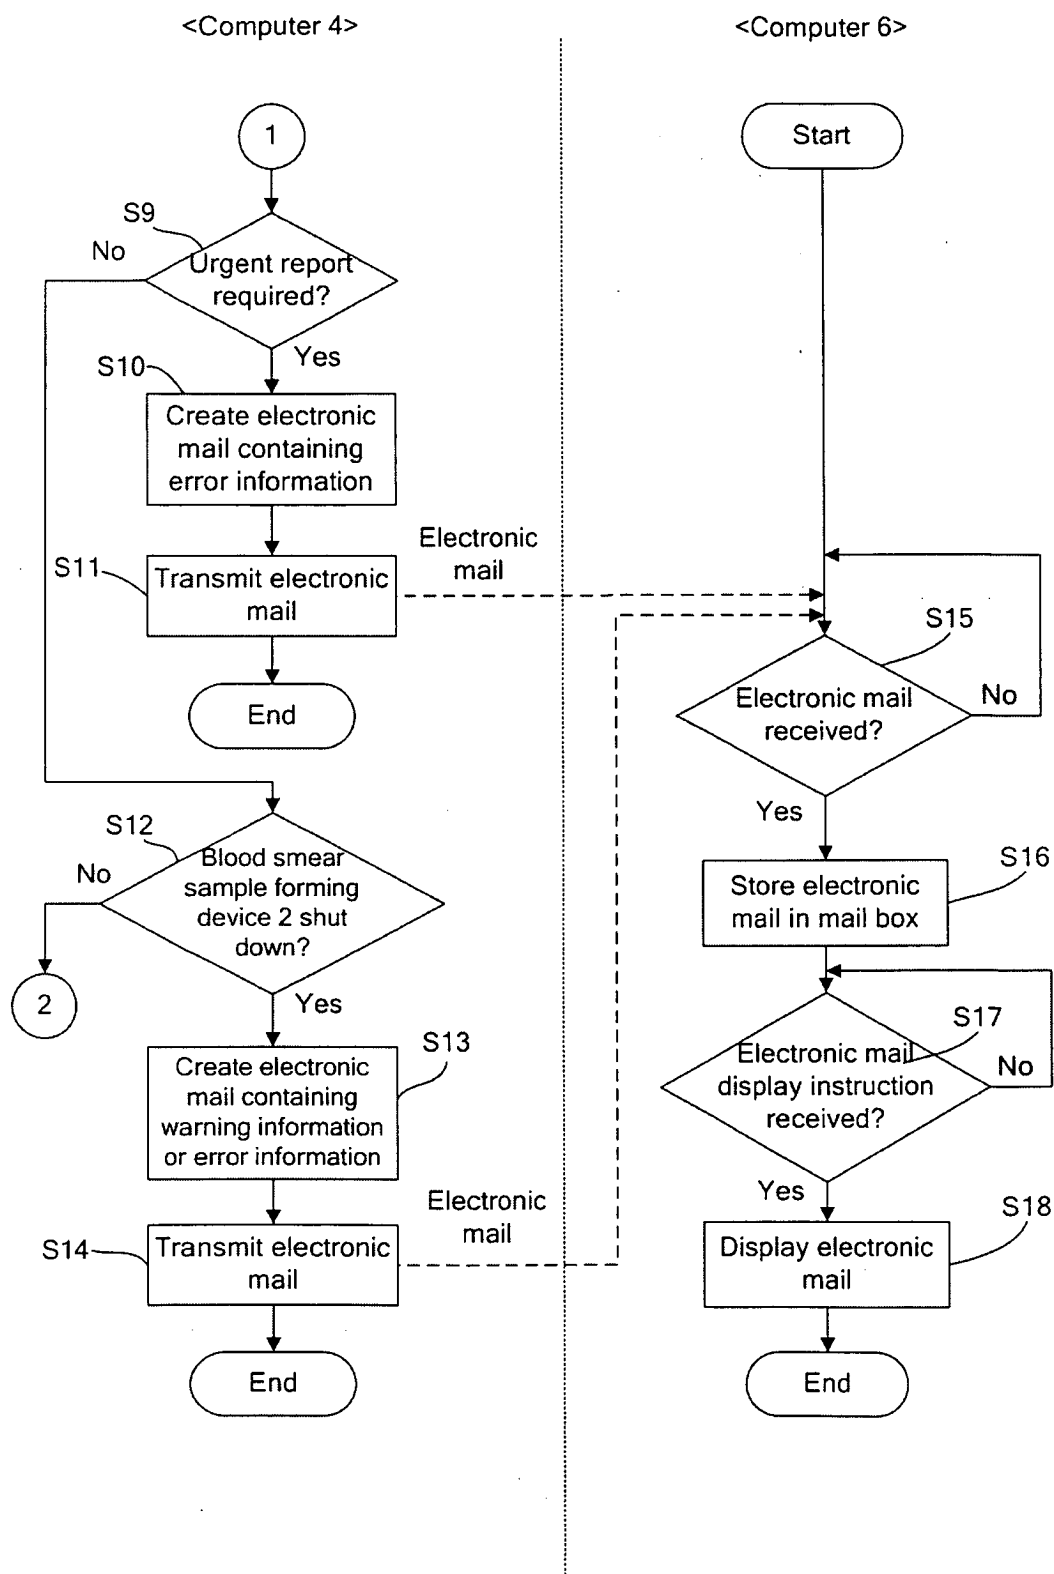 <Computer 4>
1
S9
No
Urgent report
required?
Yes
S10
Create electronic
mail containing
error information
S11
Transmit electronic
mail
Electronic
mail
End
S12
No
Blood smear
sample forming
device 2 shut
down?
2
Yes
S13
Create electronic
mail containing
warning information
or error information
S14
Transmit electronic
mail
Electronic
mail
End
<Computer 6>
Start
S15
Electronic mail
received?
No
Yes
S16
Store electronic
mail in mail box
S17
Electronic mail
display instruction
received?
No
Yes
S18
Display electronic
mail
End